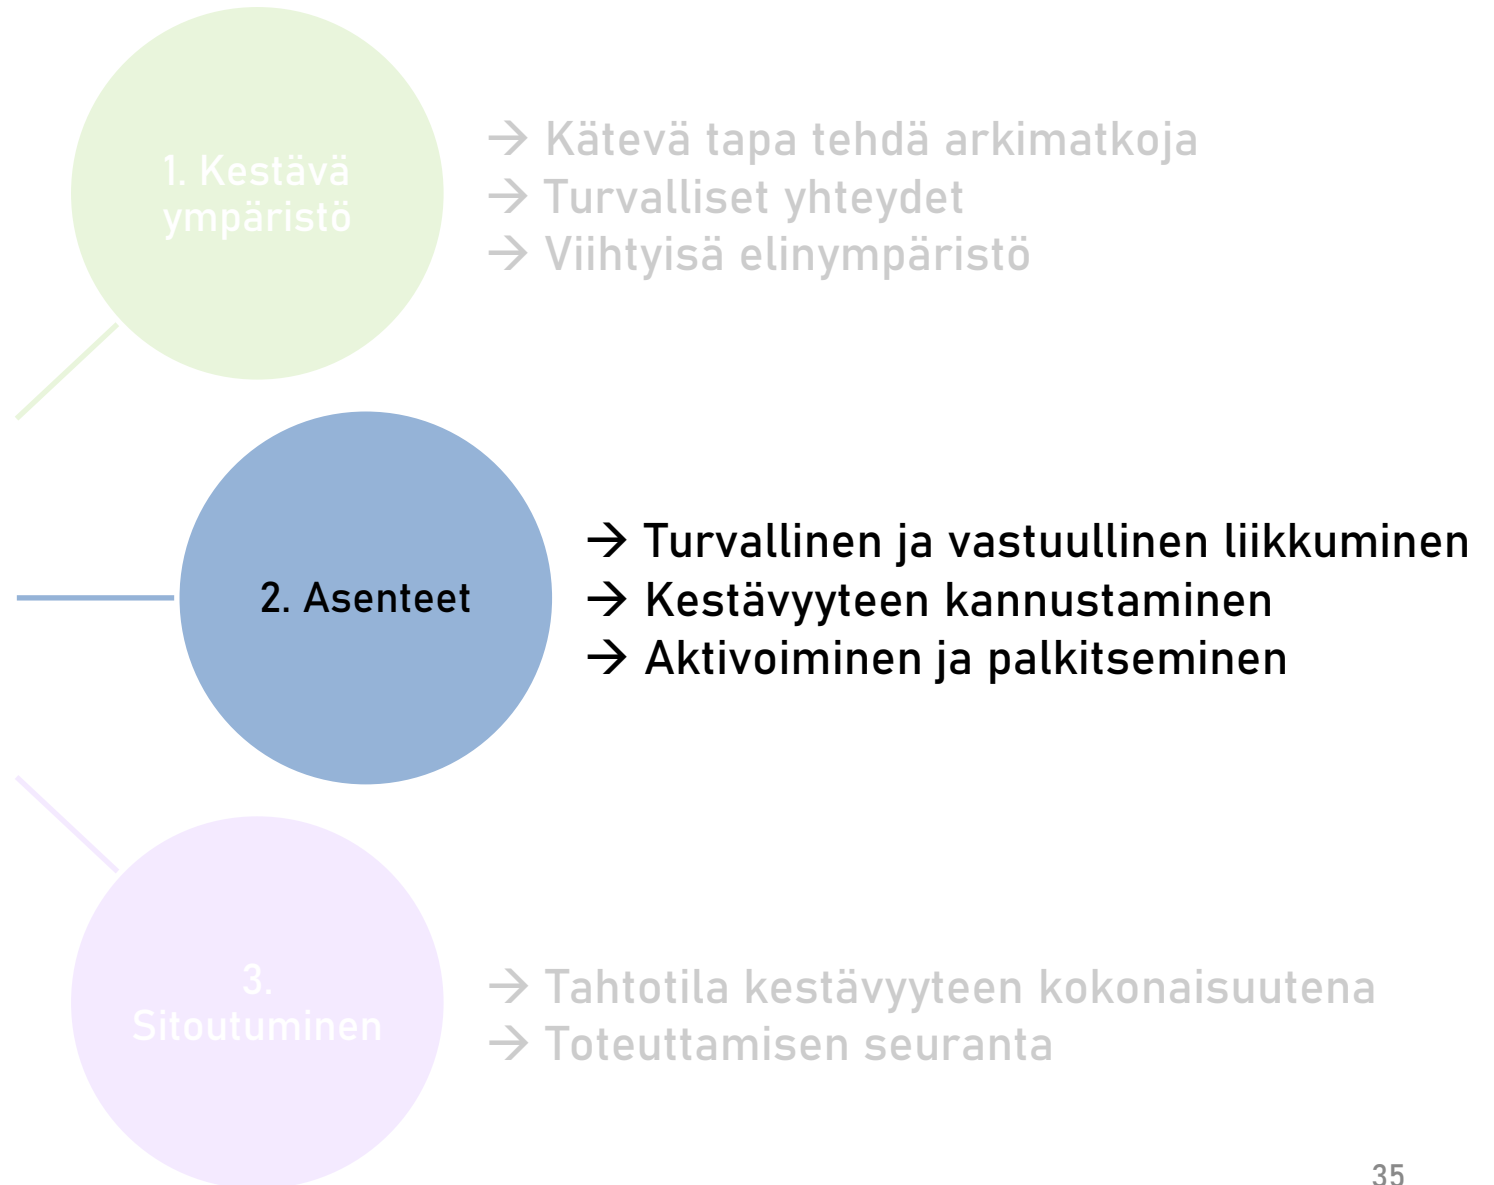 1. Kestävä
ympäristö
→ Kätevä tapa tehdä arkimatkoja
→ Turvalliset yhteydet
→ Viihtyisä elinympäristö
2. Asenteet
→ Turvallinen ja vastuullinen liikkuminen
→ Kestävyyteen kannustaminen
→ Aktivoiminen ja palkitseminen
3.
Sitoutuminen
→ Tahtotila kestävyyteen kokonaisuutena
→ Toteuttamisen seuranta
35